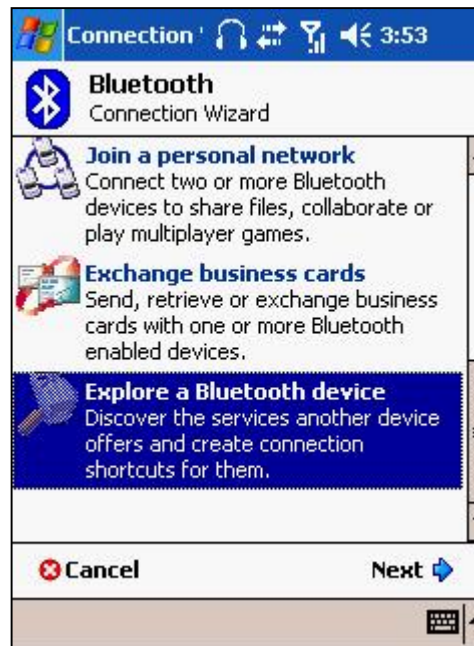 Connection ' 3:53
Bluetooth
Connection Wizard
Join a personal network
Connect two or more Bluetooth
devices to share files, collaborate or
play multiplayer games.
Exchange business cards
Send, retrieve or exchange business
cards with one or more Bluetooth
enabled devices.
Explore a Bluetooth device
Discover the services another device
offers and create connection
shortcuts for them.
Cancel Next